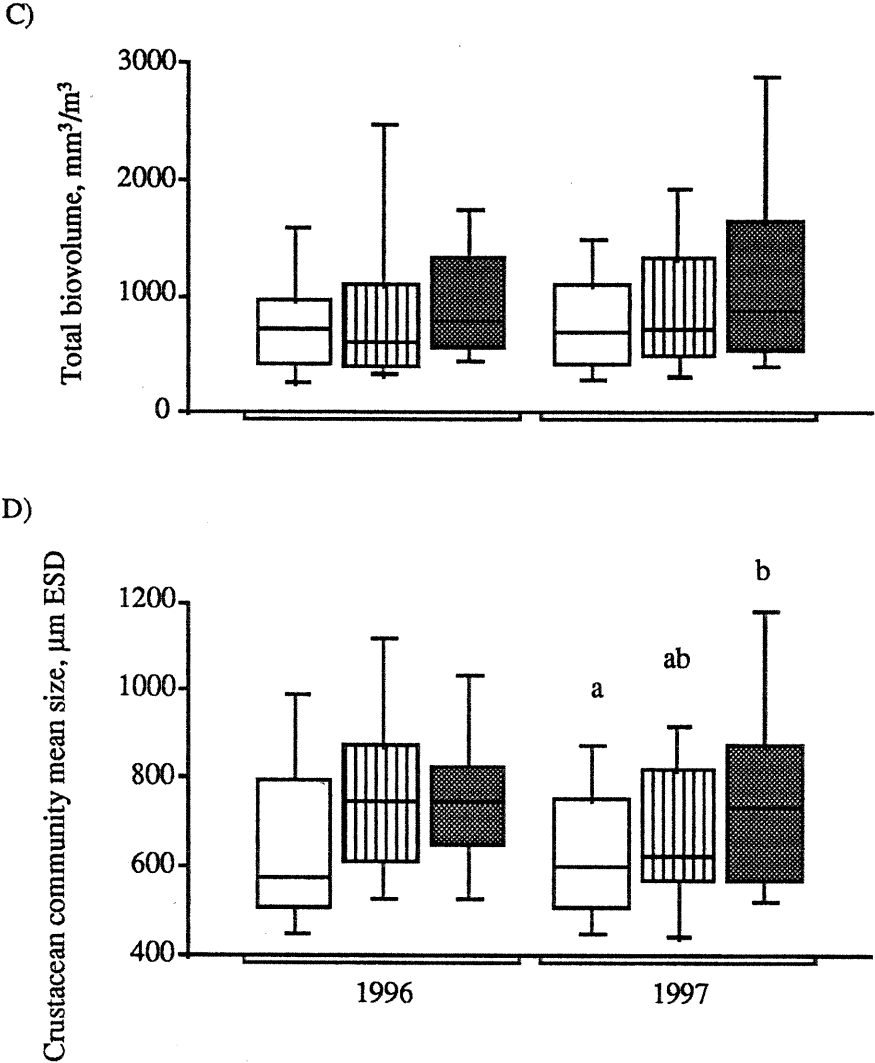 C)
Total biovolume, mm³/m³
3000
2000
1000
0
D)
Crustacean community mean size, μm ESD
1200
1000
800
600
400
a
ab
b
1996
1997